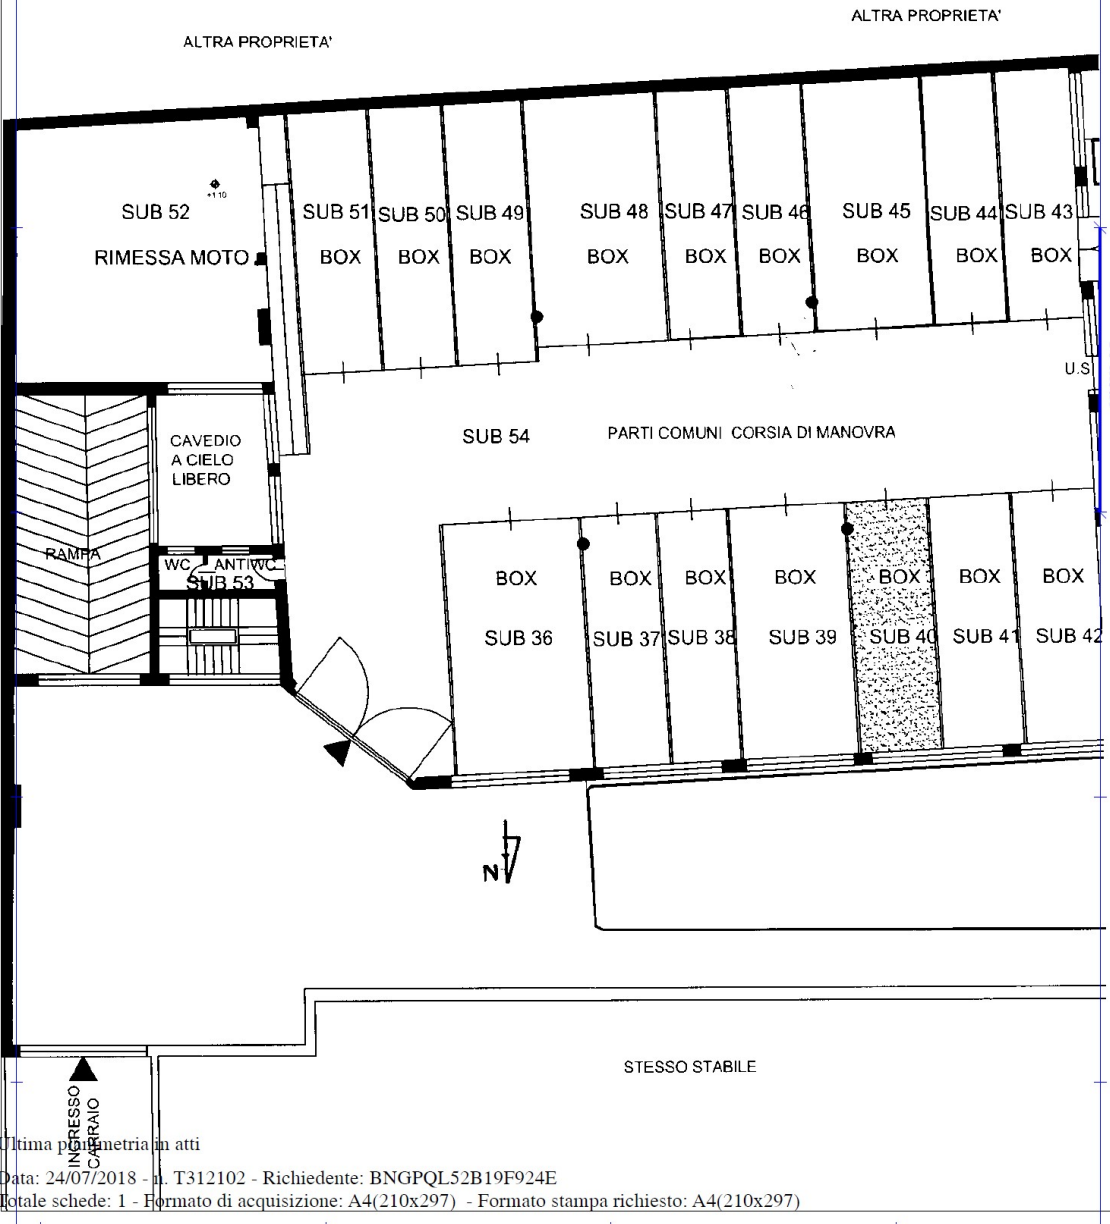 ALTRA PROPRIETA'
ALTRA PROPRIETA'
+1.10
SUB 52
SUB 51
SUB 50
SUB 49
SUB 48
SUB 47
SUB 46
SUB 45
SUB 44
SUB 43
RIMESSA MOTO
BOX
BOX
BOX
BOX
BOX
BOX
BOX
BOX
BOX
U.S
SUB 54
PARTI COMUNI CORSIA DI MANOVRA
CAVEDIO
A CIELO
LIBERO
RAMPA
WC
ANTIWC
SUB 53
BOX
BOX
BOX
BOX
BOX
BOX
BOX
SUB 36
SUB 37
SUB 38
SUB 39
SUB 40
SUB 41
SUB 42
N
STESSO STABILE
INGRESSO
CARRAIO
Ultima planimetria in atti
Data: 24/07/2018 - n. T312102 - Richiedente: BNGPQL52B19F924E
Totale schede: 1 - Formato di acquisizione: A4(210x297) - Formato stampa richiesto: A4(210x297)